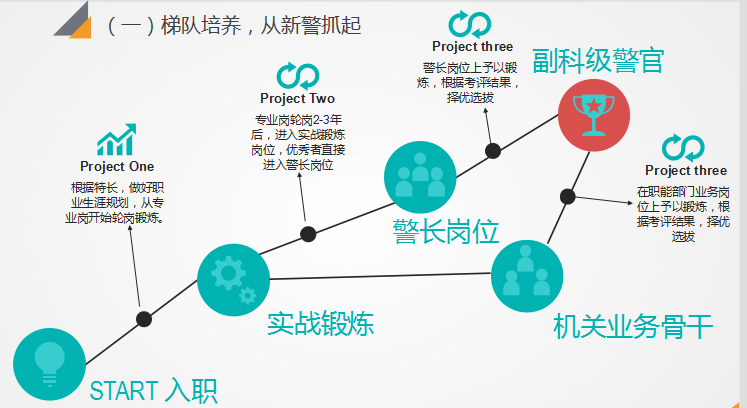 （一）梯队培养，从新警抓起
Project three
警长岗位上予以锻
炼，根据考评结果，
择优选拔
副科级警官
Project Two
专业岗轮岗2-3年
后，进入实战锻炼
岗位，优秀者直接
进入警长岗位
Project One
根据特长，做好职
业生涯规划，从专
业岗开始轮岗锻炼。
Project three
在职能部门业务岗
位上予以锻炼，根
据考评结果，择优
选拔
警长岗位
实战锻炼
机关业务骨干
START 入职